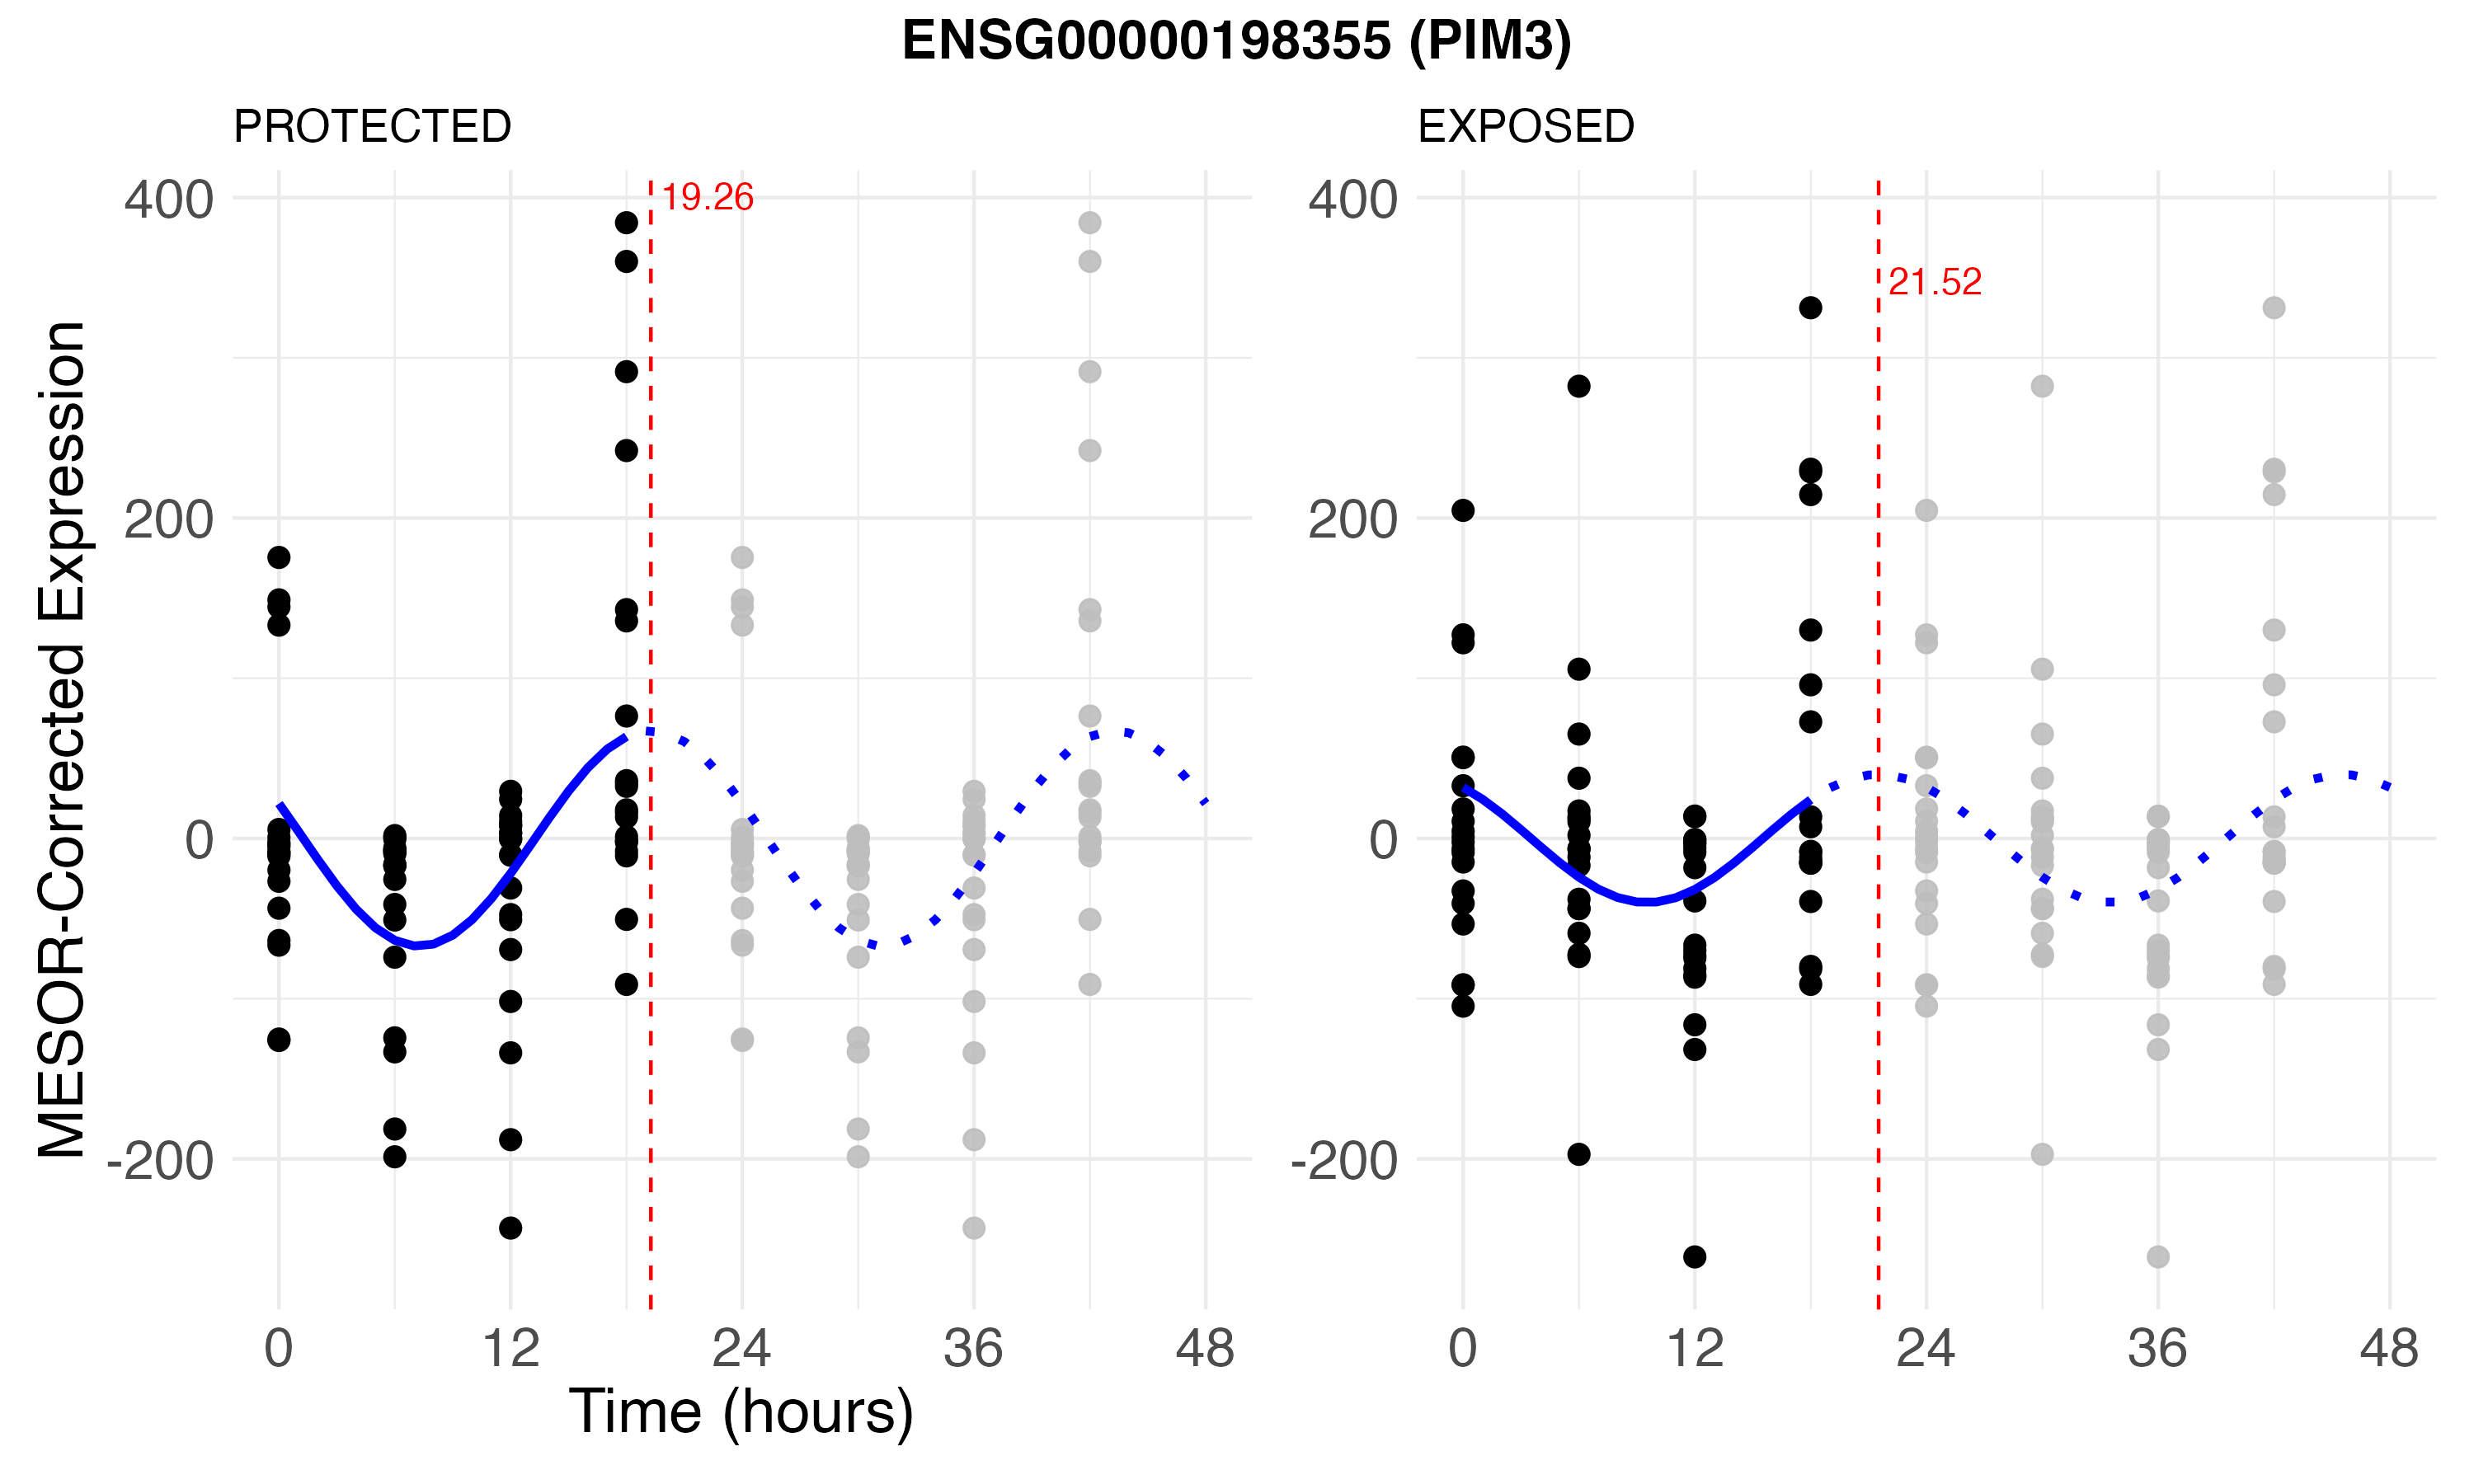 ENSG00000198355 (PIM3)
PROTECTED
EXPOSED
MESOR-Corrected Expression
400
200
0
-200
19.26
0 12 24 36 48
400
200
0
-200
21.52
0 12 24 36 48
Time (hours)